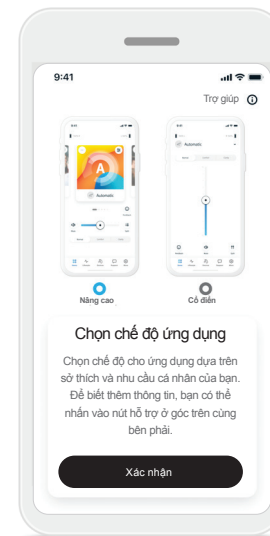 9:41
Trợ giúp
A
Automatic
Automatic
Nâng cao
Cổ điển
Chọn chế độ ứng dụng
Chọn chế độ cho ứng dụng dựa trên
sở thích và nhu cầu cá nhân của bạn.
Để biết thêm thông tin, bạn có thể
nhấn vào nút hỗ trợ ở góc trên cùng
bên phải.
Xác nhận